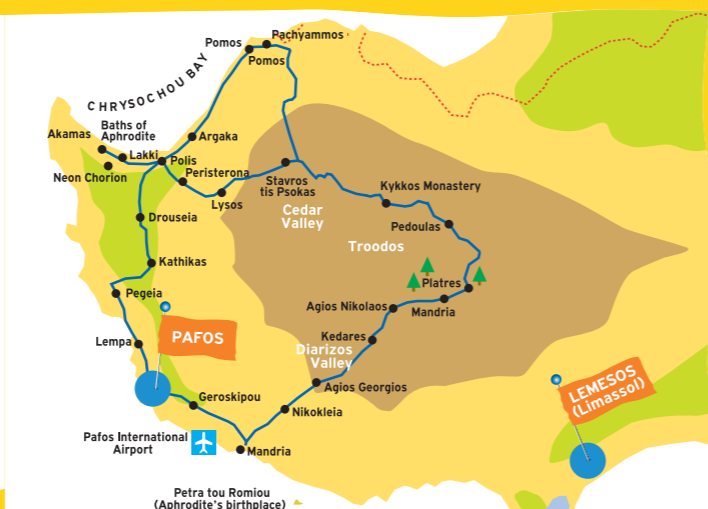 Pachyammos
Pomos
Pomos
CHRYSOCHOU BAY
Baths of
Aphrodite
Akamas
Argaka
Lakki
Polis
Neon Chorion
Peristerona
Lysos
Stavros
tis Psokas
Kykkos Monastery
Cedar
Valley
Drouseia
Pedoulas
Troodos
Kathikas
Platres
Pegeia
Agios Nikolaos
Mandria
Lempa
PAFOS
Kedares
Diarizos
Valley
Agios Georgios
LEMESOS
(Limassol)
Geroskipou
Nikokleia
Pafos International
Airport
Mandria
Petra tou Romiou
(Aphrodite's birthplace)